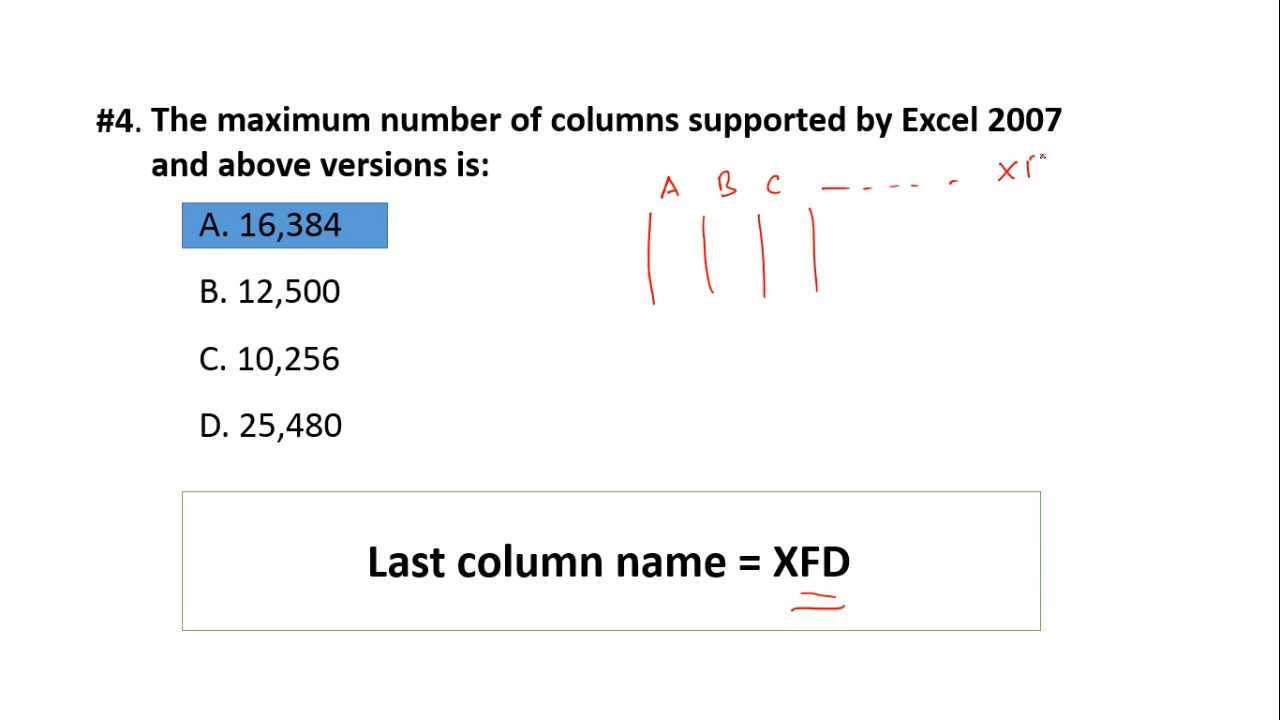 #4. The maximum number of columns supported by Excel 2007
and above versions is:
A B C
A. 16,384
B. 12,500
C. 10,256
D. 25,480
Last column name = XFD